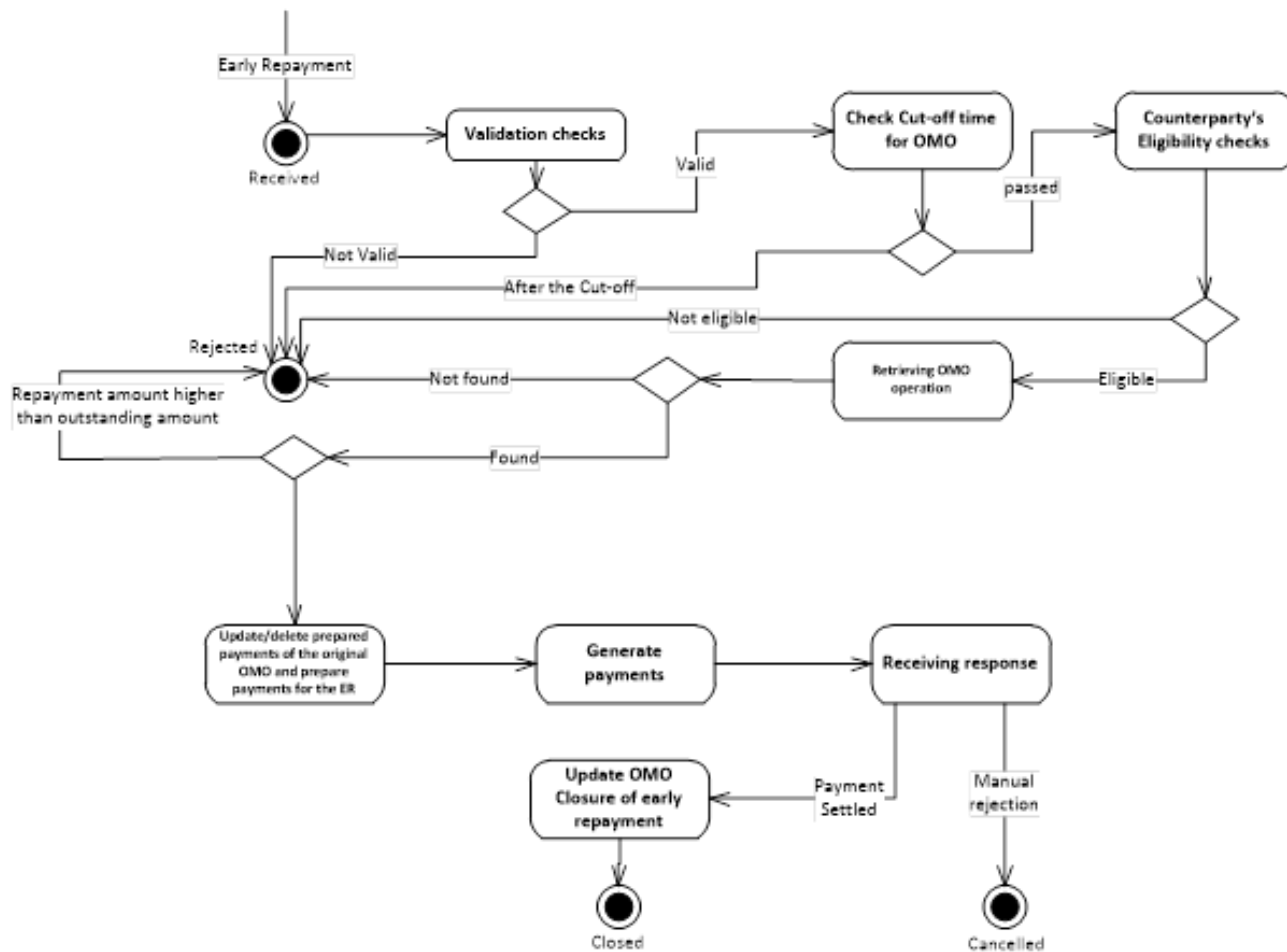 Early Repayment
Received
Validation checks
Valid
Check Cut-off time
for OMO
passed
Counterparty's
Eligibility checks
Not Valid
After the Cut-off
Not eligible
Rejected
Repayment amount higher
than outstanding amount
Not found
Retrieving OMO
operation
Eligible
Found
Update/delete prepared
payments of the original
OMO and prepare
payments for the ER
Generate
payments
Receiving response
Update OMO
Closure of early
repayment
Payment
Settled
Manual
rejection
Closed
Cancelled